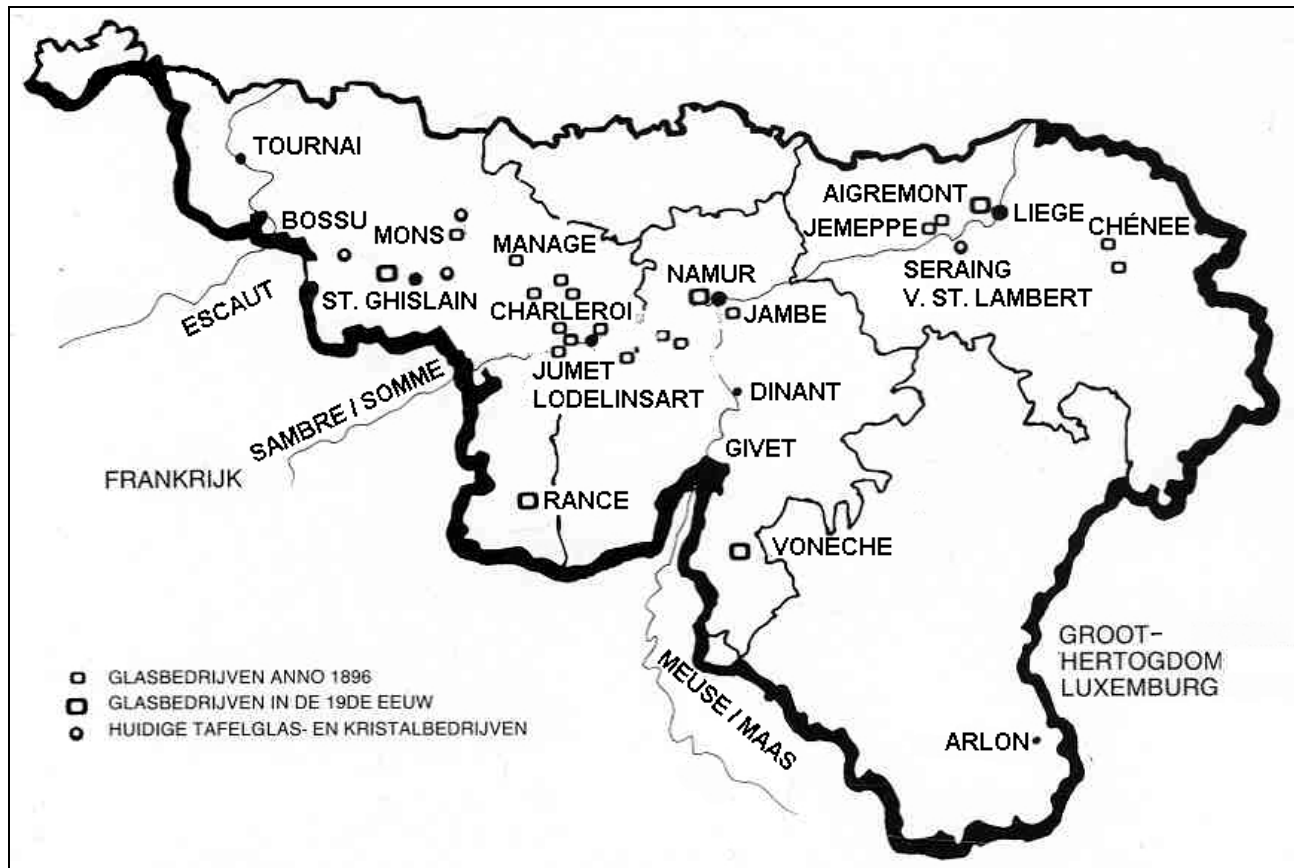 TOURNAI
BOSSU
MONS
MANAGE
ST. GHISLAIN
CHARLEROI
JUMET
LODELINSART
NAMUR
JAMBE
DINANT
GIVET
AIGREMONT
JEMEPPE
LIEGE
CHÉNEE
SERAING
V. ST. LAMBERT
ESCAUT
SAMBRE / SOMME
FRANKRIJK
RANCE
VONECHE
MEUSE / MAAS
GROOT-
HERTOGDOM
LUXEMBURG
ARLON
GLASBEDRIJVEN ANNO 1896
GLASBEDRIJVEN IN DE 19DE EEUW
HUIDIGE TAFELGLAS- EN KRISTALBEDRIJVEN